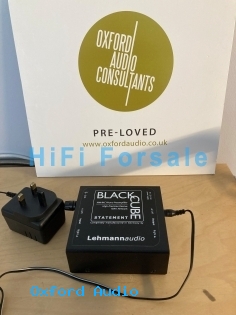 OXFORD
AUDIO
CONSULTANTS
PRE-LOVED
www.oxfordaudio.co.uk
HiFi Forsale
BLACK CUBE
STATEMENT
Lehmannaudio
Oxford Audio